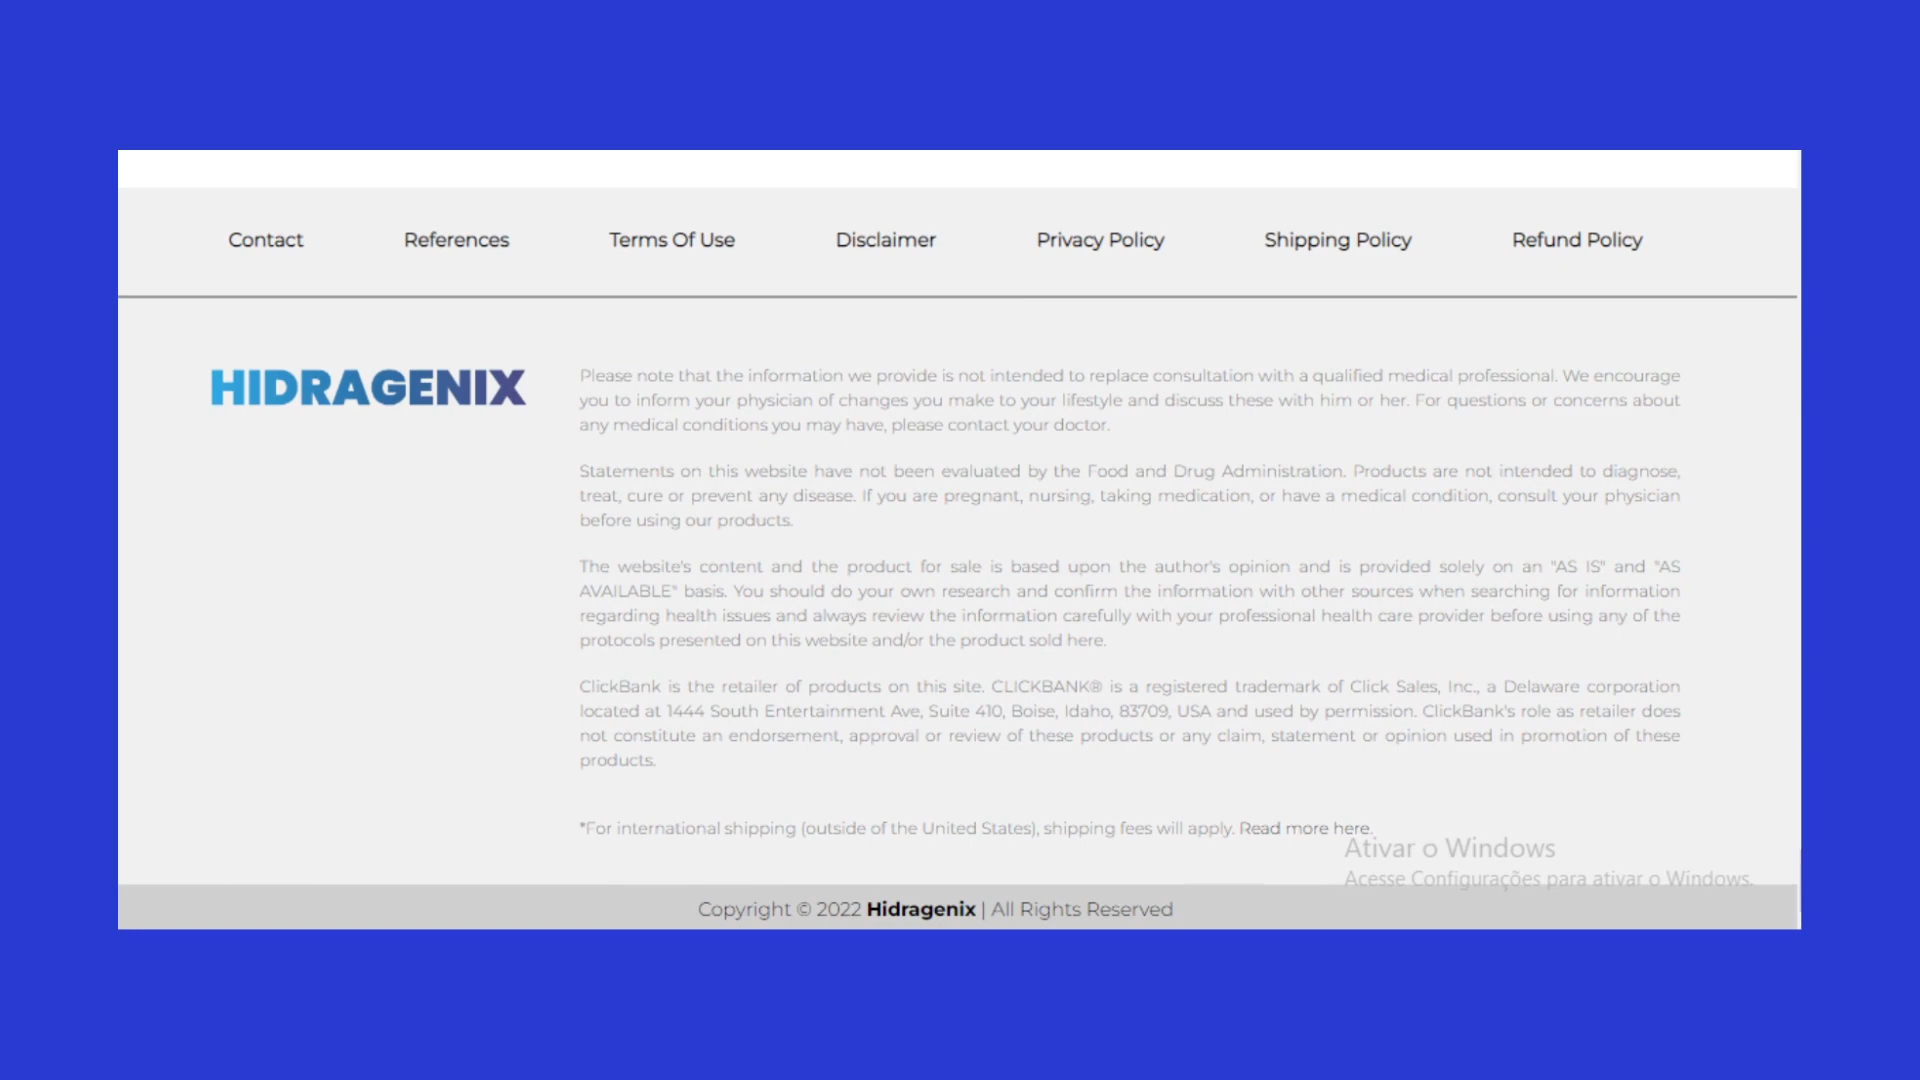 Contact References Terms Of Use Disclaimer Privacy Policy Shipping Policy Refund Policy
HIDRAGENIX
Please note that the information we provide is not intended to replace consultation with a qualified medical professional. We encourage
you to inform your physician of changes you make to your lifestyle and discuss these with him or her. For questions or concerns about
any medical conditions you may have, please contact your doctor.
Statements on this website have not been evaluated by the Food and Drug Administration. Products are not intended to diagnose,
treat, cure or prevent any disease. If you are pregnant, nursing, taking medication, or have a medical condition, consult your physician
before using our products.
The website's content and the product for sale is based upon the author's opinion and is provided solely on an "AS IS" and "AS
AVAILABLE" basis. You should do your own research and confirm the information with other sources when searching for information
regarding health issues and always review the information carefully with your professional health care provider before using any of the
protocols presented on this website and/or the product sold here.
ClickBank is the retailer of products on this site. CLICKBANK® is a registered trademark of Click Sales, Inc., a Delaware corporation
located at 1444 South Entertainment Ave, Suite 410, Boise, Idaho, 83709, USA and used by permission. ClickBank's role as retailer does
not constitute an endorsement, approval or review of these products or any claim, statement or opinion used in promotion of these
products.
*For international shipping (outside of the United States), shipping fees will apply. Read more here.
Ativar o Windows
Acesse Configurações para ativar o Windows.
Copyright © 2022 Hidragenix | All Rights Reserved